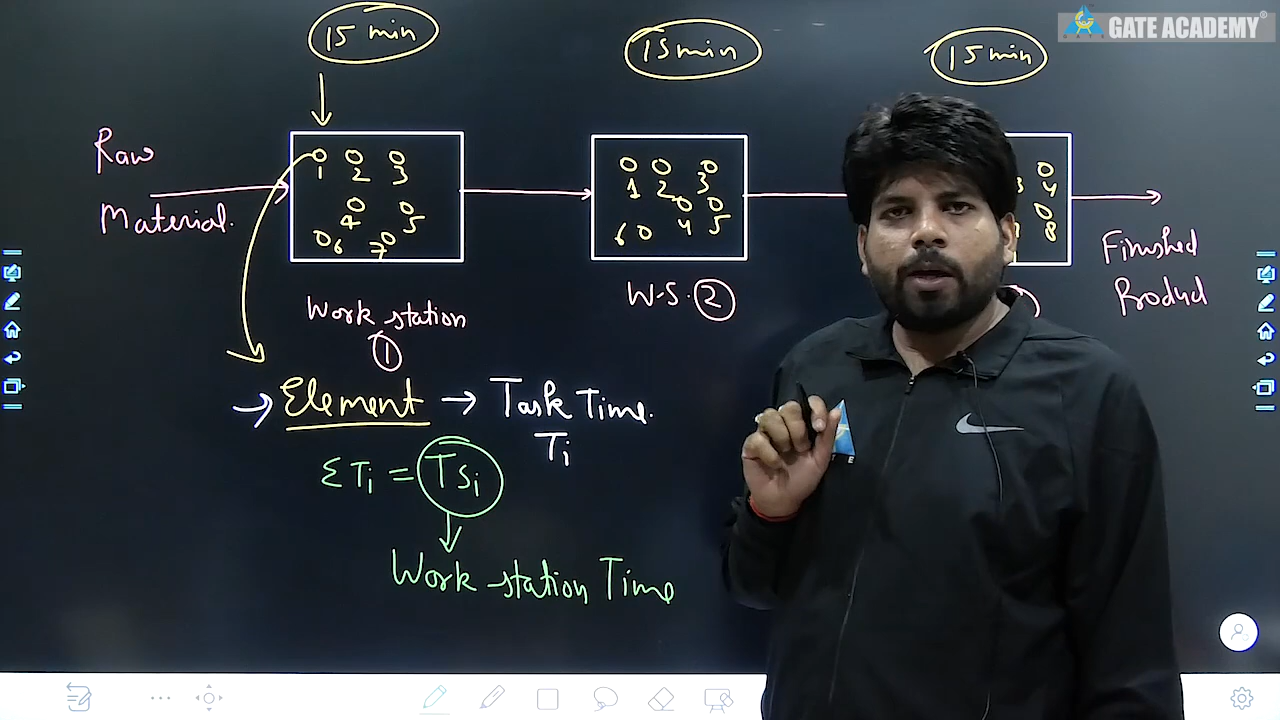 15 min
15 min
15 min
GATE ACADEMY®
Raw
Material.
1 2 3
4 5
6 7
1 2 3
4 5
6
3 4
8
Work station
1
W.S. 2
Finished
Product
→ Element → Task Time.
Ti
ΣTi = TSi
Work station Time